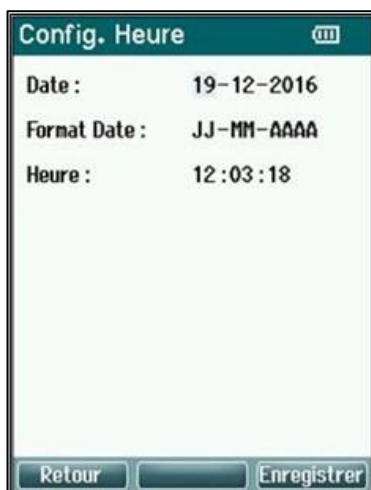 Config. Heure
Date : 19-12-2016
Format Date : JJ-MM-AAAA
Heure : 12:03:18
Retour Enregistrer